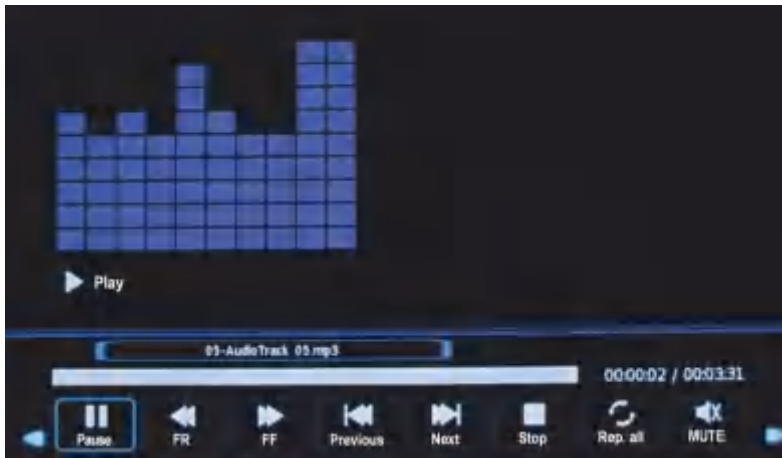 Play
05-AudioTrack 05.mp3
00:00:02 / 00:03:31
Pause FR FF Previous Next Stop Rep. all MUTE